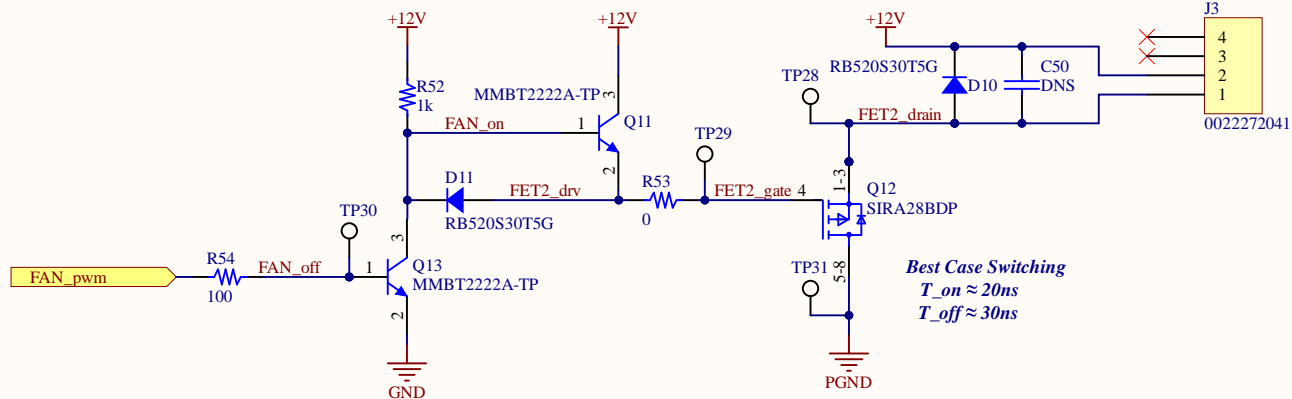 J3
+12V
+12V
+12V
4
3
2
1
0022272041
R52
1k
MMBT2222A-TP
3
Q11
1
2
FAN_on
TP28
RB520S30T5G
D10
C50
DNS
FET2_drain
TP29
D11
FET2_drv
RB520S30T5G
R53
0
FET2_gate
4
1-3
Q12
SIRA28BDP
5-8
TP30
3
FAN_pwm
R54
100
FAN_off
1
Q13
MMBT2222A-TP
2
GND
TP31
PGND
Best Case Switching
T_on ≈ 20ns
T_off ≈ 30ns